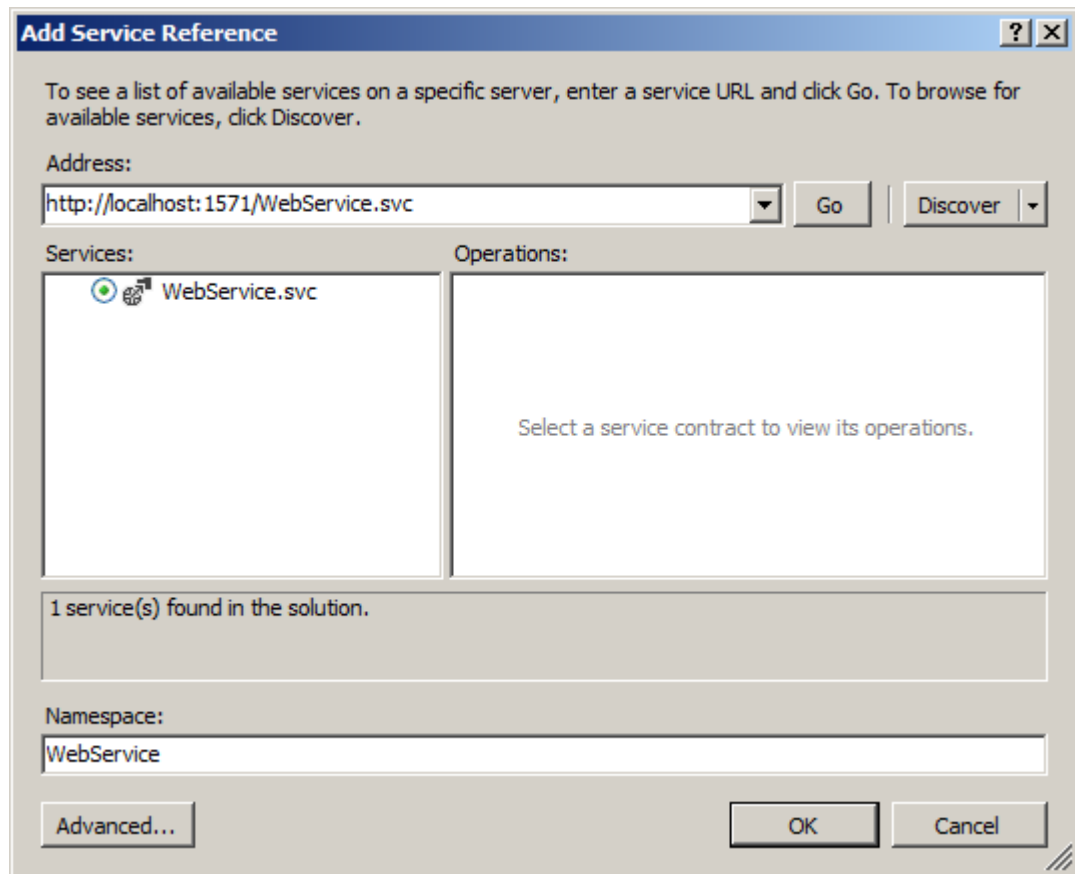 Add Service Reference
To see a list of available services on a specific server, enter a service URL and click Go. To browse for
available services, click Discover.
Address:
http://localhost:1571/WebService.svc
Go
Discover
Services:
Operations:
WebService.svc
Select a service contract to view its operations.
1 service(s) found in the solution.
Namespace:
WebService
Advanced...
OK
Cancel